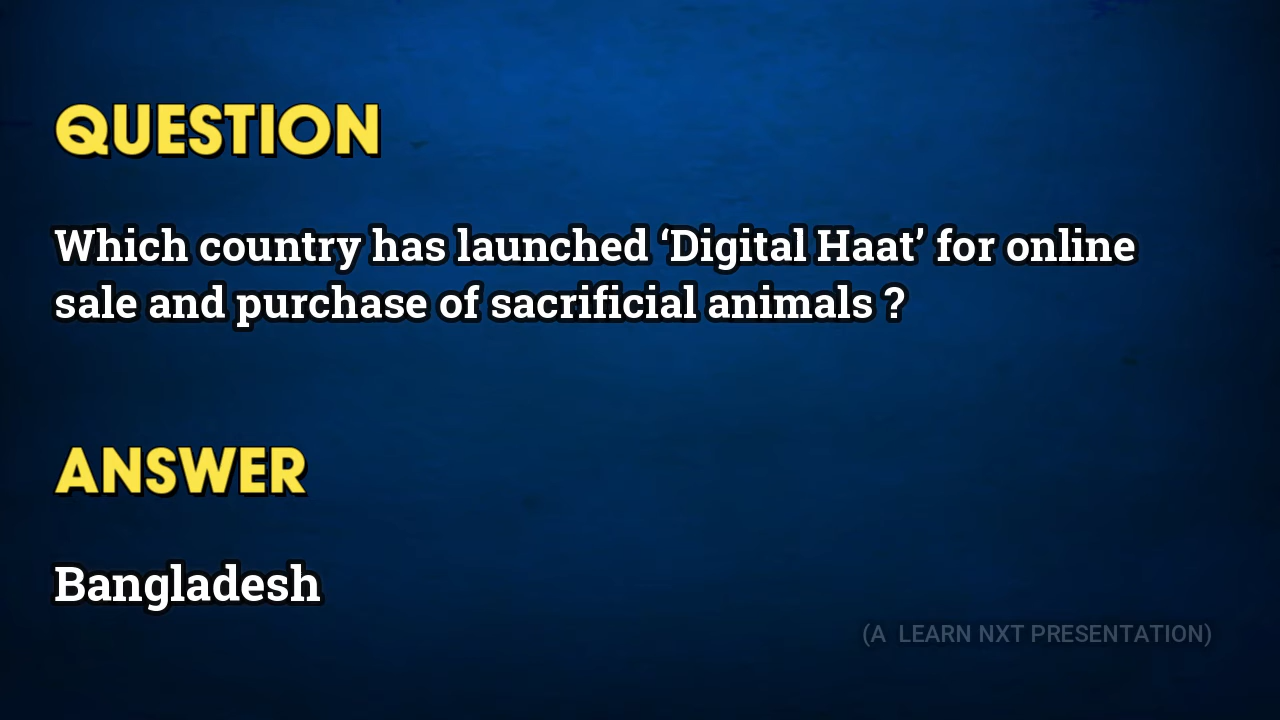 QUESTION
Which country has launched ‘Digital Haat’ for online
sale and purchase of sacrificial animals ?
ANSWER
Bangladesh
(A LEARN NXT PRESENTATION)